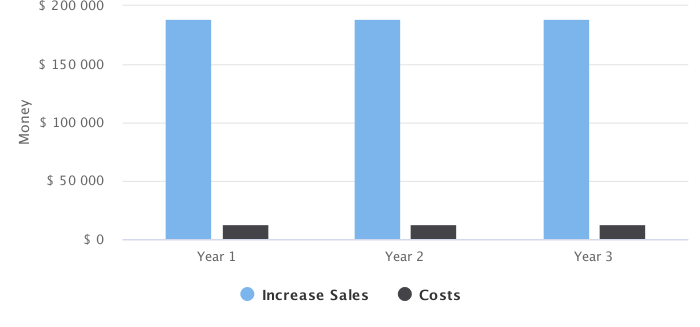 $ 200 000
$ 150 000
$ 100 000
$ 50 000
$ 0
Money
Year 1 Year 2 Year 3
Increase Sales Costs